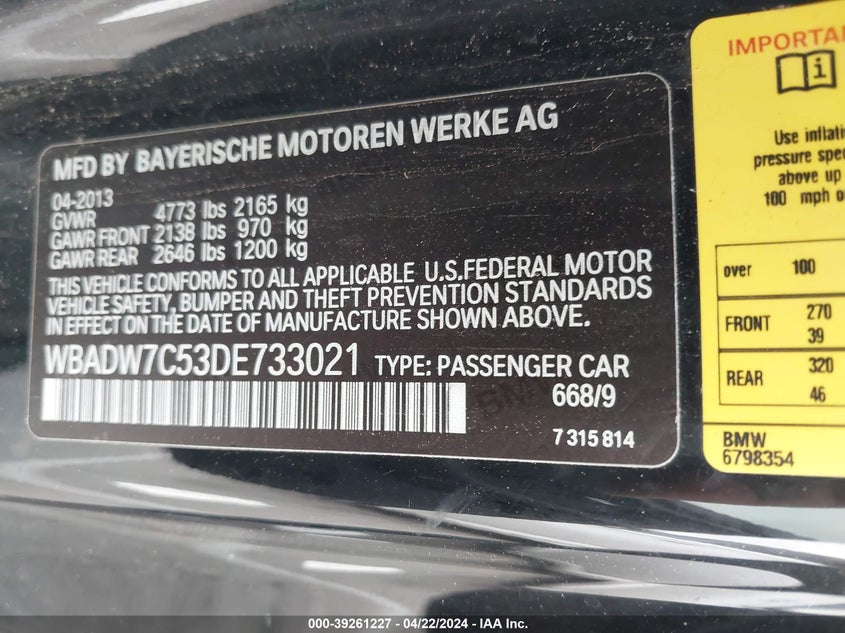 MFD BY BAYERISCHE MOTOREN WERKE AG
04-2013
GVWR 4773 lbs 2165 kg
GAWR FRONT 2138 lbs 970 kg
GAWR REAR 2646 lbs 1200 kg
THIS VEHICLE CONFORMS TO ALL APPLICABLE U.S.FEDERAL MOTOR
VEHICLE SAFETY, BUMPER AND THEFT PREVENTION STANDARDS
IN EFFECT ON THE DATE OF MANUFACTURE SHOWN ABOVE.
WBADW7C53DE733021 TYPE: PASSENGER CAR
668/9
7 315 814
Use
pressure
above up
100 mph
over 100
FRONT 270
39
REAR 320
46
BMW
6798354
000-39261227 - 04/22/2024 - IAA Inc.